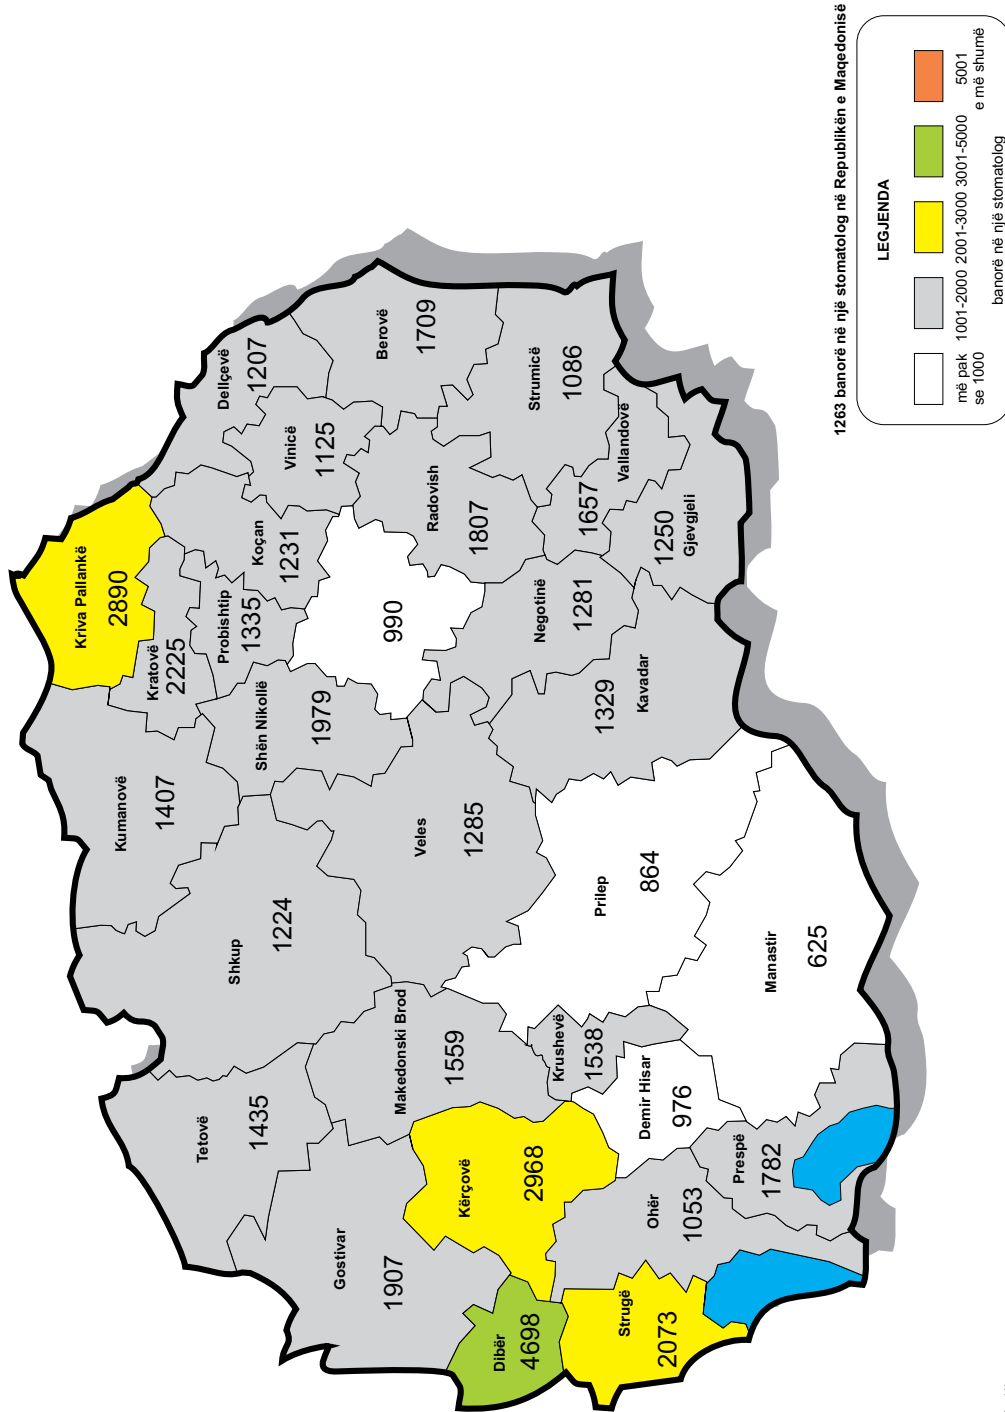 Kriva Pallankë
2890
Kratovë
2225
Kumanovë
1407
Probishtip
1335
Koçan
1231
Dellçevë
1207
Vinicë
1125
Berovë
1709
Shën Nikollë
1979
990
Radovish
1807
Strumicë
1086
Vallandovë
1657
Gjevgjeli
1250
Negotinë
1281
Kavadar
1329
Veles
1285
Shkup
1224
Tetovë
1435
Gostivar
1907
Makedonski Brod
1559
Kërçovë
2968
Dibër
4698
Strugë
2073
Ohër
1053
Krushevë
1538
Demir Hisar
976
Prespë
1782
Prilep
864
Manastir
625
1263 banorë në një stomatolog në Republikën e Maqedonisë
LEGJENDA
më pak
se 1000
1001-2000
2001-3000
3001-5000
5001
e më shumë
banorë në një stomatolog